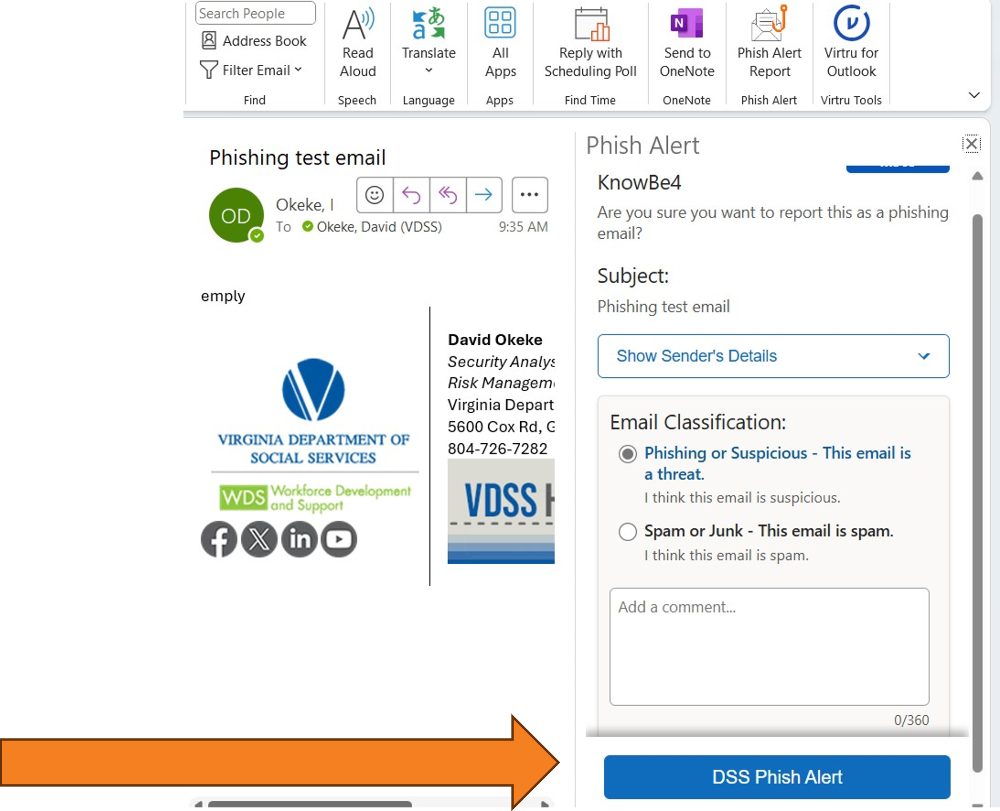 Search People
Address Book
Filter Email
Find
Read
Aloud
Speech
Translate
Language
All
Apps
Apps
Reply with
Scheduling Poll
Find Time
N
Send to
OneNote
OneNote
Phish Alert
Report
Phish Alert
Virtru for
Outlook
Virtru Tools
Phishing test email
OD
Okeke,
To Okeke, David (VDSS)
9:35 AM
emply
VIRGINIA DEPARTMENT OF
SOCIAL SERVICES
WDS Workforce Development
and Support
David Okeke
Security Analys
Risk Managem
Virginia Depart
5600 Cox Rd, G
804-726-7282
VDSS
Phish Alert
KnowBe4
Are you sure you want to report this as a phishing
email?
Subject:
Phishing test email
Show Sender's Details
Email Classification:
Phishing or Suspicious - This email is
a threat.
I think this email is suspicious.
Spam or Junk - This email is spam.
I think this email is spam.
Add a comment...
0/360
DSS Phish Alert